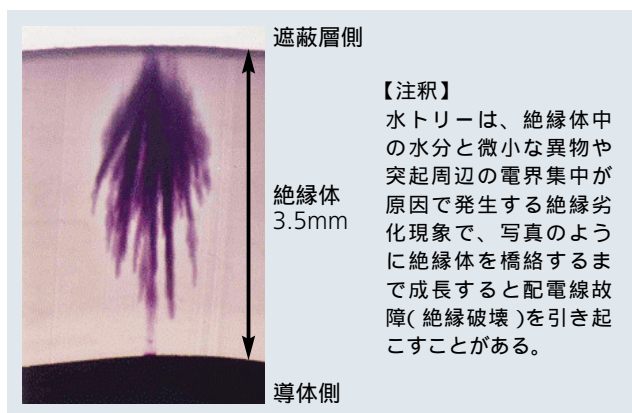 遮蔽層側
絶縁体
3.5mm
導体側
【注釈】
水トリーは、絶縁体中
の水分と微小な異物や
突起周辺の電界集中が
原因で発生する絶縁劣
化現象で、写真のよう
に絶縁体を橋絡するま
で成長すると配電線故
障(絶縁破壊)を引き起
こすことがある。